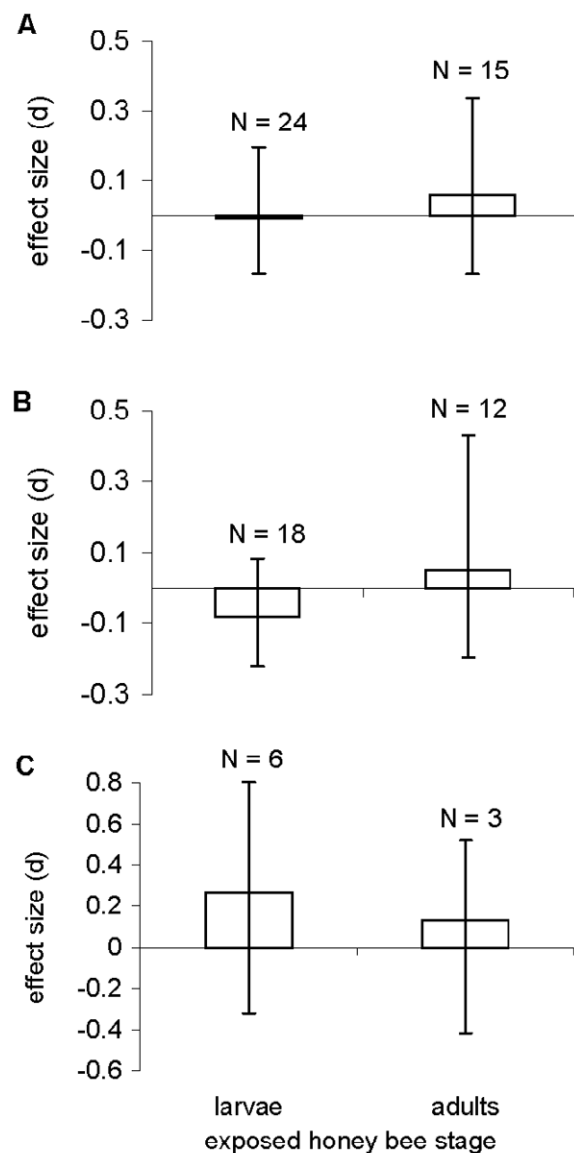 A
0.5
N = 15
0.3
N = 24
0.1
-0.1
-0.3
effect size (d)
B
0.5
N = 12
0.3
N = 18
0.1
-0.1
-0.3
effect size (d)
C
N = 6
0.8
N = 3
0.6
0.4
0.2
0
-0.2
-0.4
-0.6
effect size (d)
larvae adults
exposed honey bee stage